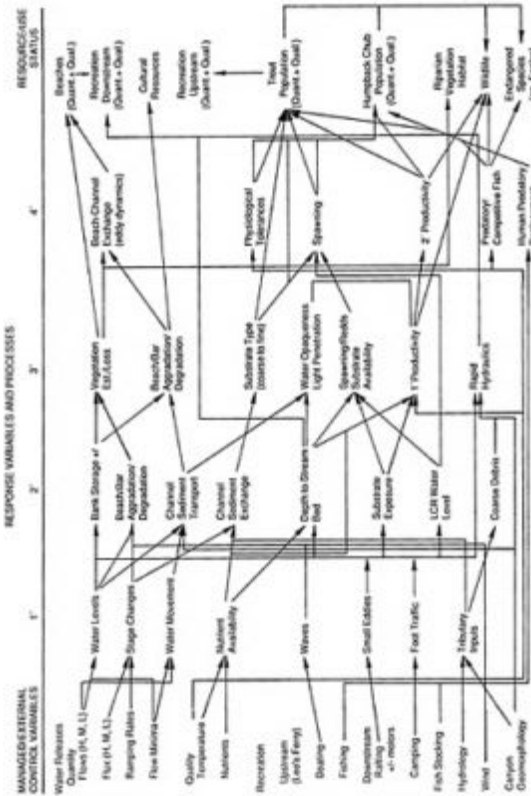 MANAGED/EXTERNAL
CONTROL VARIABLES
RESPONSE VARIABLES AND PROCESSES
RESOURCE/USE
STATUS
1°
2°
3°
4°
Water Releases
Quantity
Flows (H, M, L)
Flux (H, M, L)
Ramping Rates
Flow Minima
Quality
Temperature
Nutrients
Recreation
Upstream
(Lee's Ferry)
Boating
Fishing
Downstream
Rafting
+/- motors
Camping
Fish Stocking
Hydrology
Wind
Canyon
Geomorphology
Water Levels
Stage Changes
Water Movement
Nutrient
Availability
Waves
Small Eddies
Foot Traffic
Tributary
Inputs
Bank Storage +/-
Beach/Bar
Aggradation/
Degradation
Channel
Sediment
Transport
Channel
Sediment
Exchange
Depth to Stream
Bed
Substrate
Exposure
LCR Water
Level
Coarse Debris
Vegetation
Est./Loss
Beach/Bar
Aggradation/
Degradation
Substrate Type
(coarse to fine)
Water Opaqueness
Light Penetration
Spawning/Redds
Substrate
Availability
1° Productivity
Rapid
Hydraulics
Beach-Channel
Exchange
(eddy dynamics)
Physiological
Tolerances
Spawning
2° Productivity
Predatory/
Competitive Fish
Human Predatory
Beaches
(Quant + Qual.)
Recreation
Downstream
(Quant + Qual.)
Cultural
Resources
Recreation
Upstream
(Quant + Qual)
Trout
Population
(Quant + Qual.)
Humpback Chub
Population
(Quant + Qual.)
Riparian
Vegetation
Habitat
Wildlife
Endangered
Species